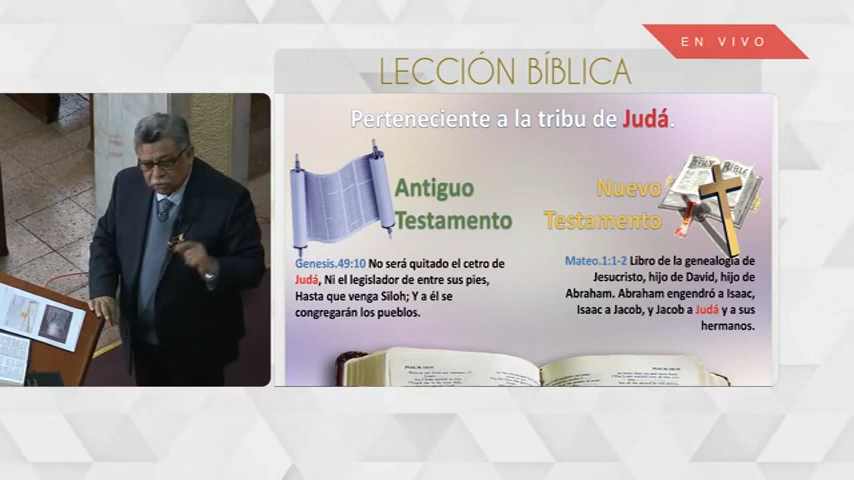 EN VIVO
LECCIÓN BÍBLICA
Perteneciente a la tribu de Judá.
Antiguo
Testamento
Genesis.49:10 No será quitado el cetro de
Judá, Ni el legislador de entre sus pies,
Hasta que venga Siloh; Y a él se
congregarán los pueblos.
Nuevo
Testamento
HOLY BIBLE
Mateo.1:1-2 Libro de la genealogía de
Jesucristo, hijo de David, hijo de
Abraham. Abraham engendró a Isaac,
Isaac a Jacob, y Jacob a Judá y a sus
hermanos.